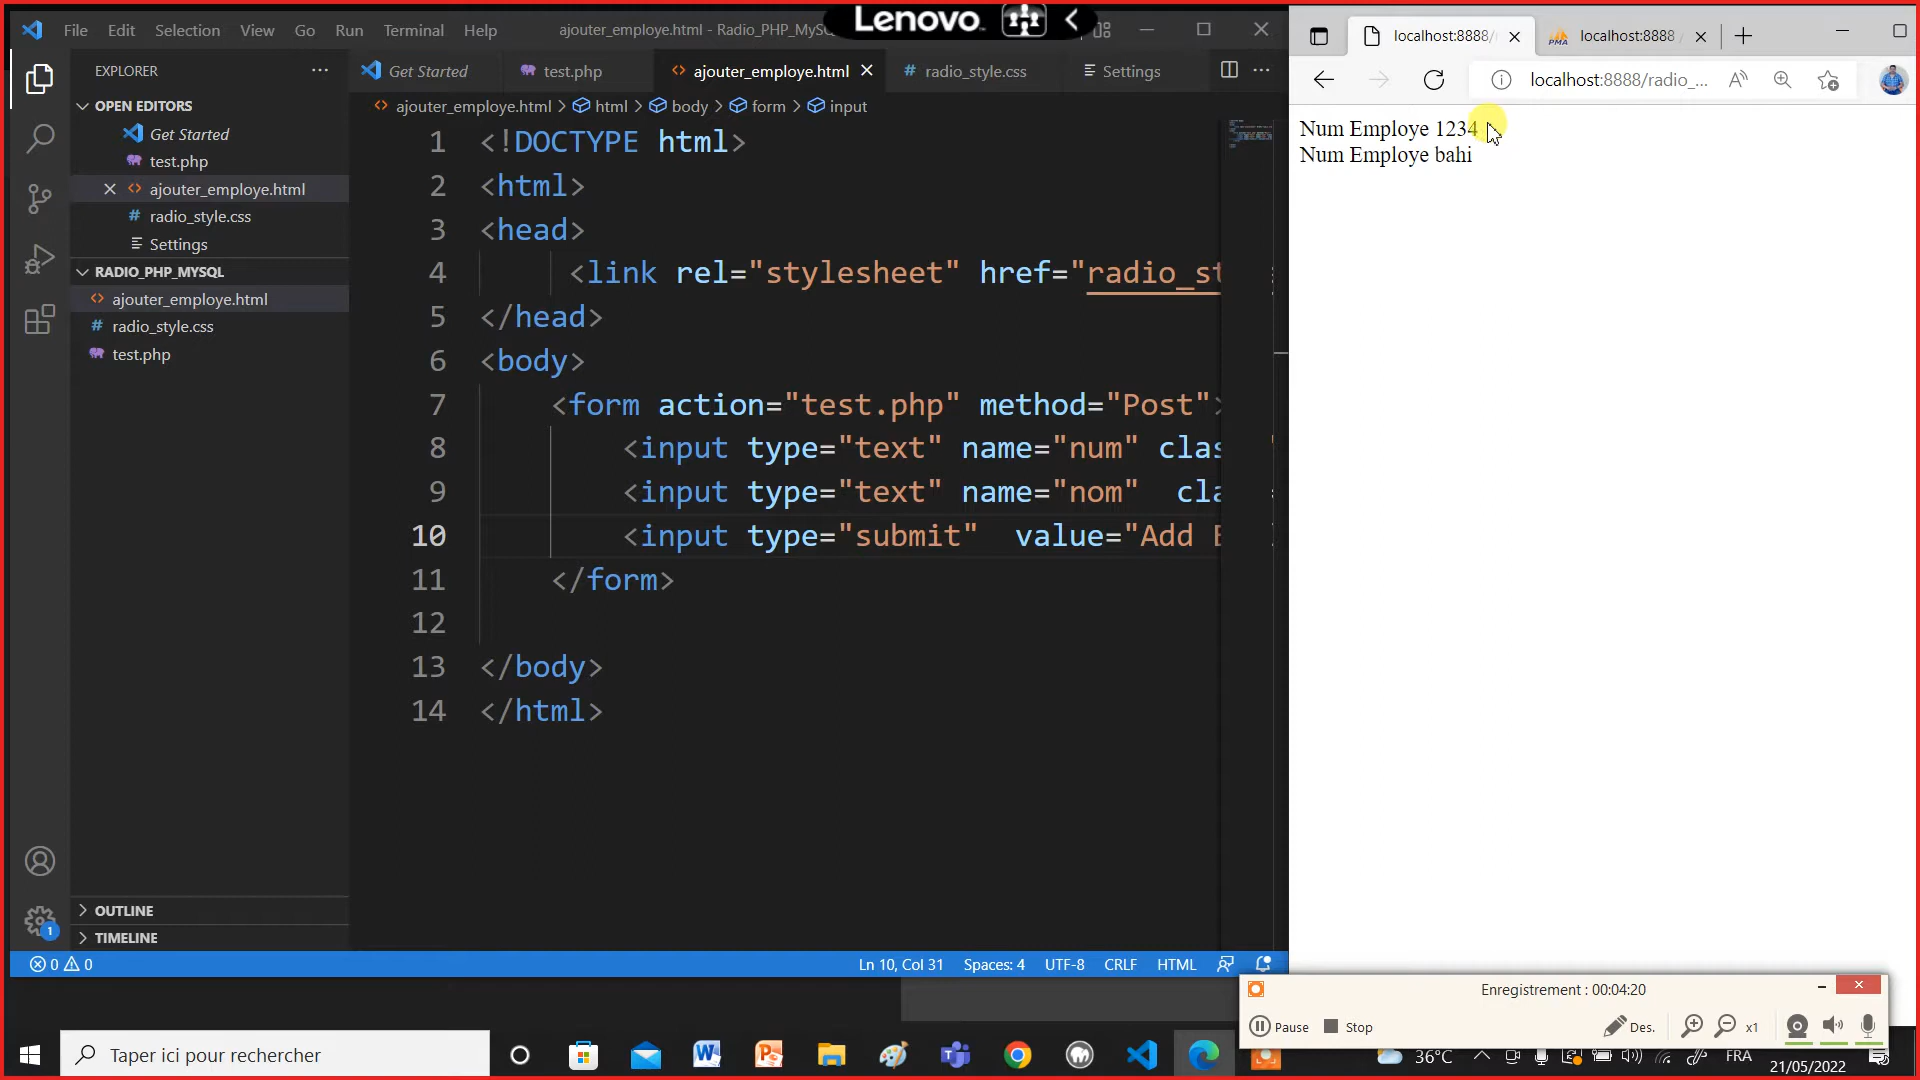 Lenovo
File Edit Selection View Go Run Terminal Help ajouter_employe.html - Radio_PHP_MyS
EXPLORER
OPEN EDITORS
Get Started
test.php
ajouter_employe.html
radio_style.css
Settings
RADIO_PHP_MYSQL
ajouter_employe.html
radio_style.css
test.php
OUTLINE
TIMELINE
Get Started test.php ajouter_employe.html radio_style.css Settings
ajouter_employe.html > html > body > form > input
1 <!DOCTYPE html>
2 <html>
3 <head>
4 <link rel="stylesheet" href="radio_st
5 </head>
6 <body>
7 <form action="test.php" method="Post">
8 <input type="text" name="num" clas
9 <input type="text" name="nom" cla
10 <input type="submit" value="Add E
11 </form>
12
13 </body>
14 </html>
1
0 0 Ln 10, Col 31 Spaces: 4 UTF-8 CRLF HTML
localhost:8888/ PMA localhost:8888
localhost:8888/radio_...
Num Employe 1234
Num Employe bahi
Enregistrement : 00:04:20
Pause Stop Des. x1
Taper ici pour rechercher
36°C FRA
21/05/2022